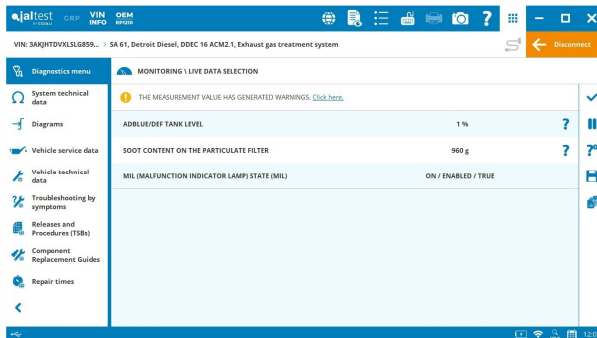 jaltest GRP VIN INFO OEM RP1210
VIN: 3AKJHTDVXLSLG859... > SA 61, Detroit Diesel, DDEC 16 ACM2.1, Exhaust gas treatment system
Disconnect
Diagnostics menu
System technical data
Diagrams
Vehicle service data
Vehicle technical data
Troubleshooting by symptoms
Releases and Procedures (TSBs)
Component Replacement Guides
Repair times
MONITORING \ LIVE DATA SELECTION
THE MEASUREMENT VALUE HAS GENERATED WARNINGS. Click here.
ADBLUE/DEF TANK LEVEL 1 % ?
SOOT CONTENT ON THE PARTICULATE FILTER 960 g ?
MIL (MALFUNCTION INDICATOR LAMP) STATE (MIL) ON / ENABLED / TRUE